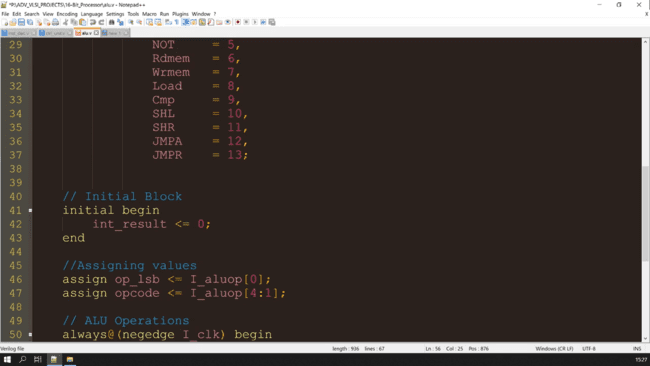 *F:\ADV_VLSI_PROJECTS\16-Bit_Processor\alu.v - Notepad++
File Edit Search View Encoding Language Settings Tools Macro Run Plugins Window ?
alu.v
29 NOT = 5,
30 Rdmem = 6,
31 Wrmem = 7,
32 Load = 8,
33 Cmp = 9,
34 SHL = 10,
35 SHR = 11,
36 JMPA = 12,
37 JMPR = 13;
38
39
40 // Initial Block
41 initial begin
42 int_result <= 0;
43 end
44
45 //Assigning values
46 assign op_lsb <= I_aluop[0];
47 assign opcode <= I_aluop[4:1];
48
49 // ALU Operations
50 always@(negedge I_clk) begin
Verilog file length : 936 lines : 67 Ln : 56 Col : 25 Pos : 876 Windows (CR LF) UTF-8 INS
15:27